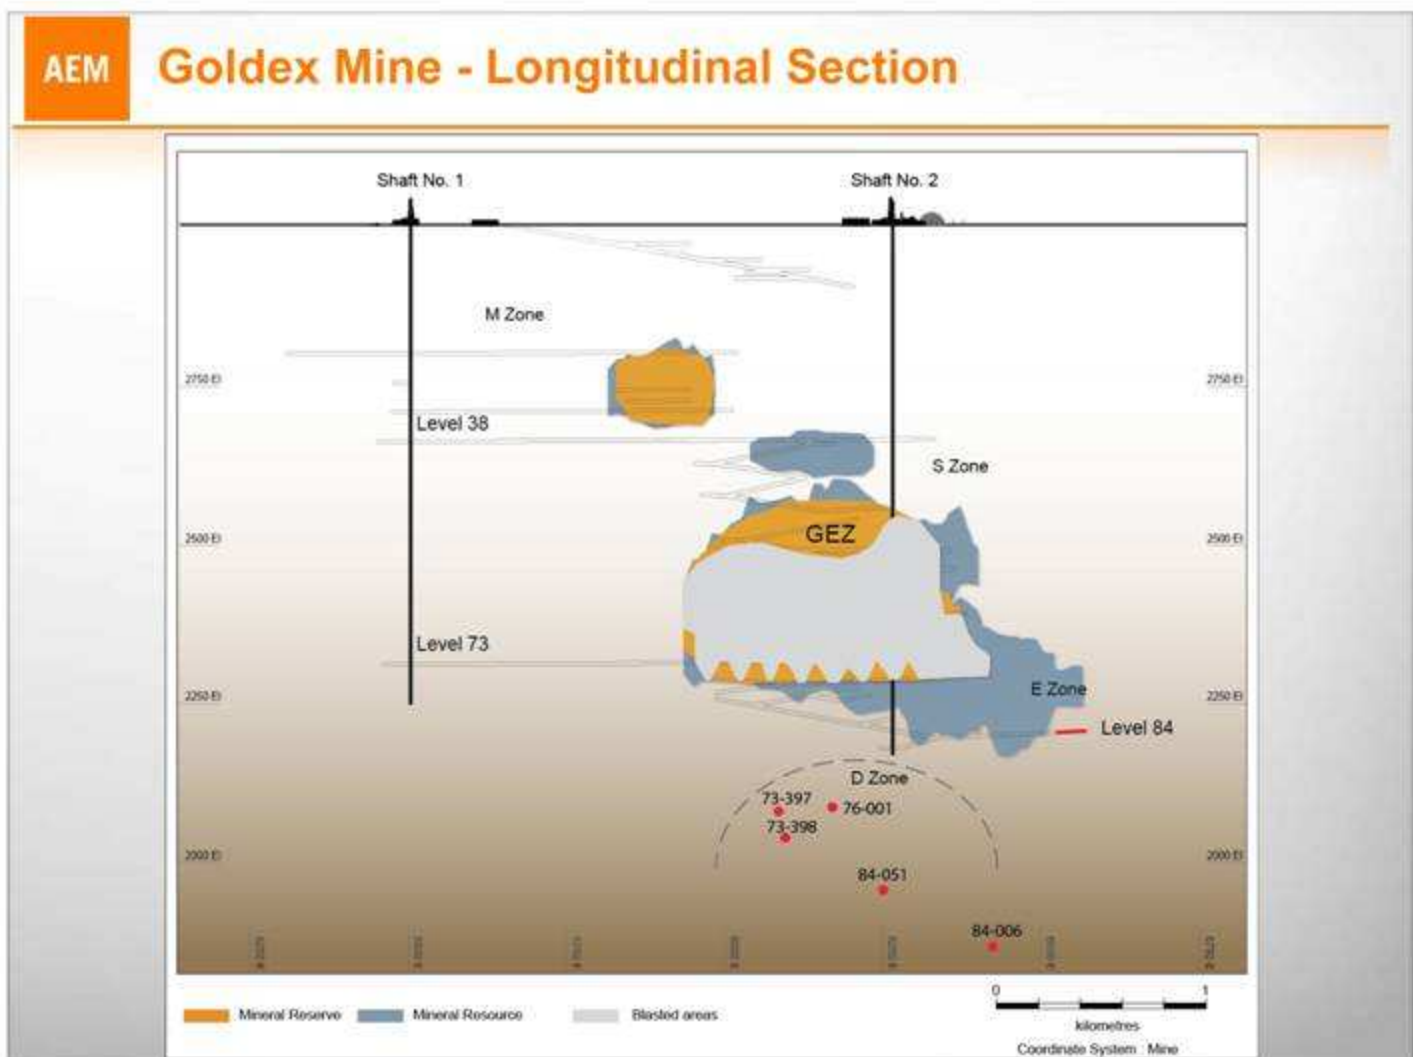 AEM
Goldex Mine - Longitudinal Section
Shaft No. 1
Shaft No. 2
M Zone
2750 El
2750 El
Level 38
S Zone
GEZ
2500 El
2500 El
Level 73
E Zone
2250 El
2250 El
Level 84
D Zone
73-397
76-001
73-398
2000 El
2000 El
84-051
84-006
Mineral Reserve
Mineral Resource
Blasted areas
0
1
kilometres
Coordinate System : Mine